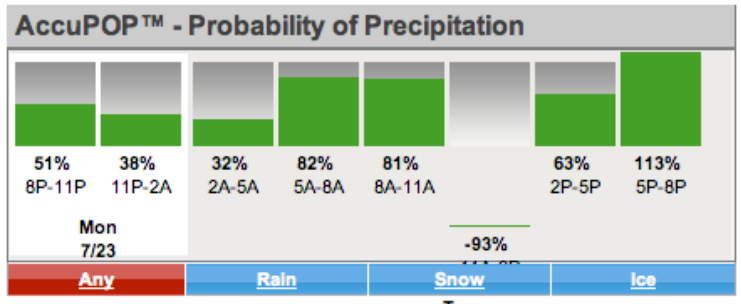 AccuPOP™ - Probability of Precipitation
51% 38% 32% 82% 81% 63% 113%
8P-11P 11P-2A 2A-5A 5A-8A 8A-11A 2P-5P 5P-8P
Mon
7/23
-93%
Any Rain Snow Ice